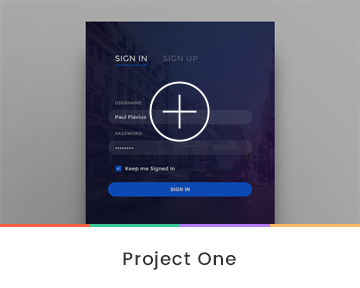 SIGN IN SIGN UP
USERNAME
Paul Flavius
PASSWORD
••••••••
Keep me Signed in
SIGN IN
Project One